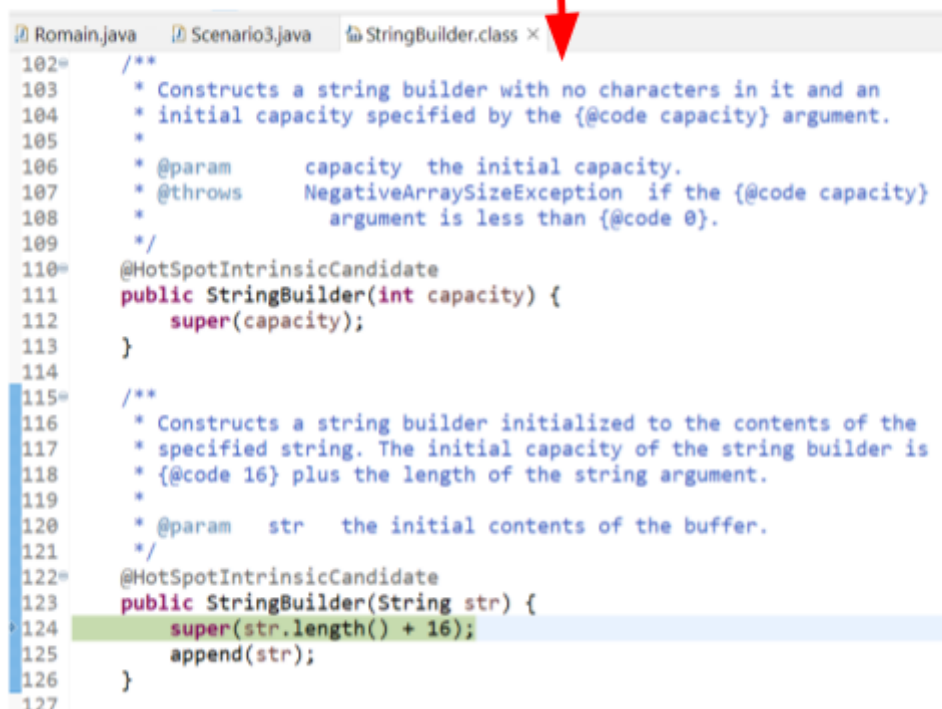 Romain.java Scenario3.java StringBuilder.class ×
102 /**
103 * Constructs a string builder with no characters in it and an
104 * initial capacity specified by the {@code capacity} argument.
105 *
106 * @param capacity the initial capacity.
107 * @throws NegativeArraySizeException if the {@code capacity}
108 * argument is less than {@code 0}.
109 */
110 @HotSpotIntrinsicCandidate
111 public StringBuilder(int capacity) {
112 super(capacity);
113 }
114
115 /**
116 * Constructs a string builder initialized to the contents of the
117 * specified string. The initial capacity of the string builder is
118 * {@code 16} plus the length of the string argument.
119 *
120 * @param str the initial contents of the buffer.
121 */
122 @HotSpotIntrinsicCandidate
123 public StringBuilder(String str) {
124 super(str.length() + 16);
125 append(str);
126 }
127